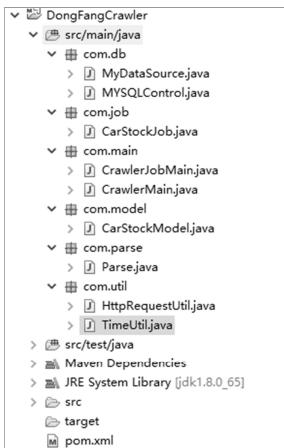 DongFangCrawler
src/main/java
com.db
MyDataSource.java
MYSQLControl.java
com.job
CarStockJob.java
com.main
CrawlerJobMain.java
CrawlerMain.java
com.model
CarStockModel.java
com.parse
Parse.java
com.util
HttpRequestUtil.java
TimeUtil.java
src/test/java
Maven Dependencies
JRE System Library [jdk1.8.0_65]
src
target
pom.xml